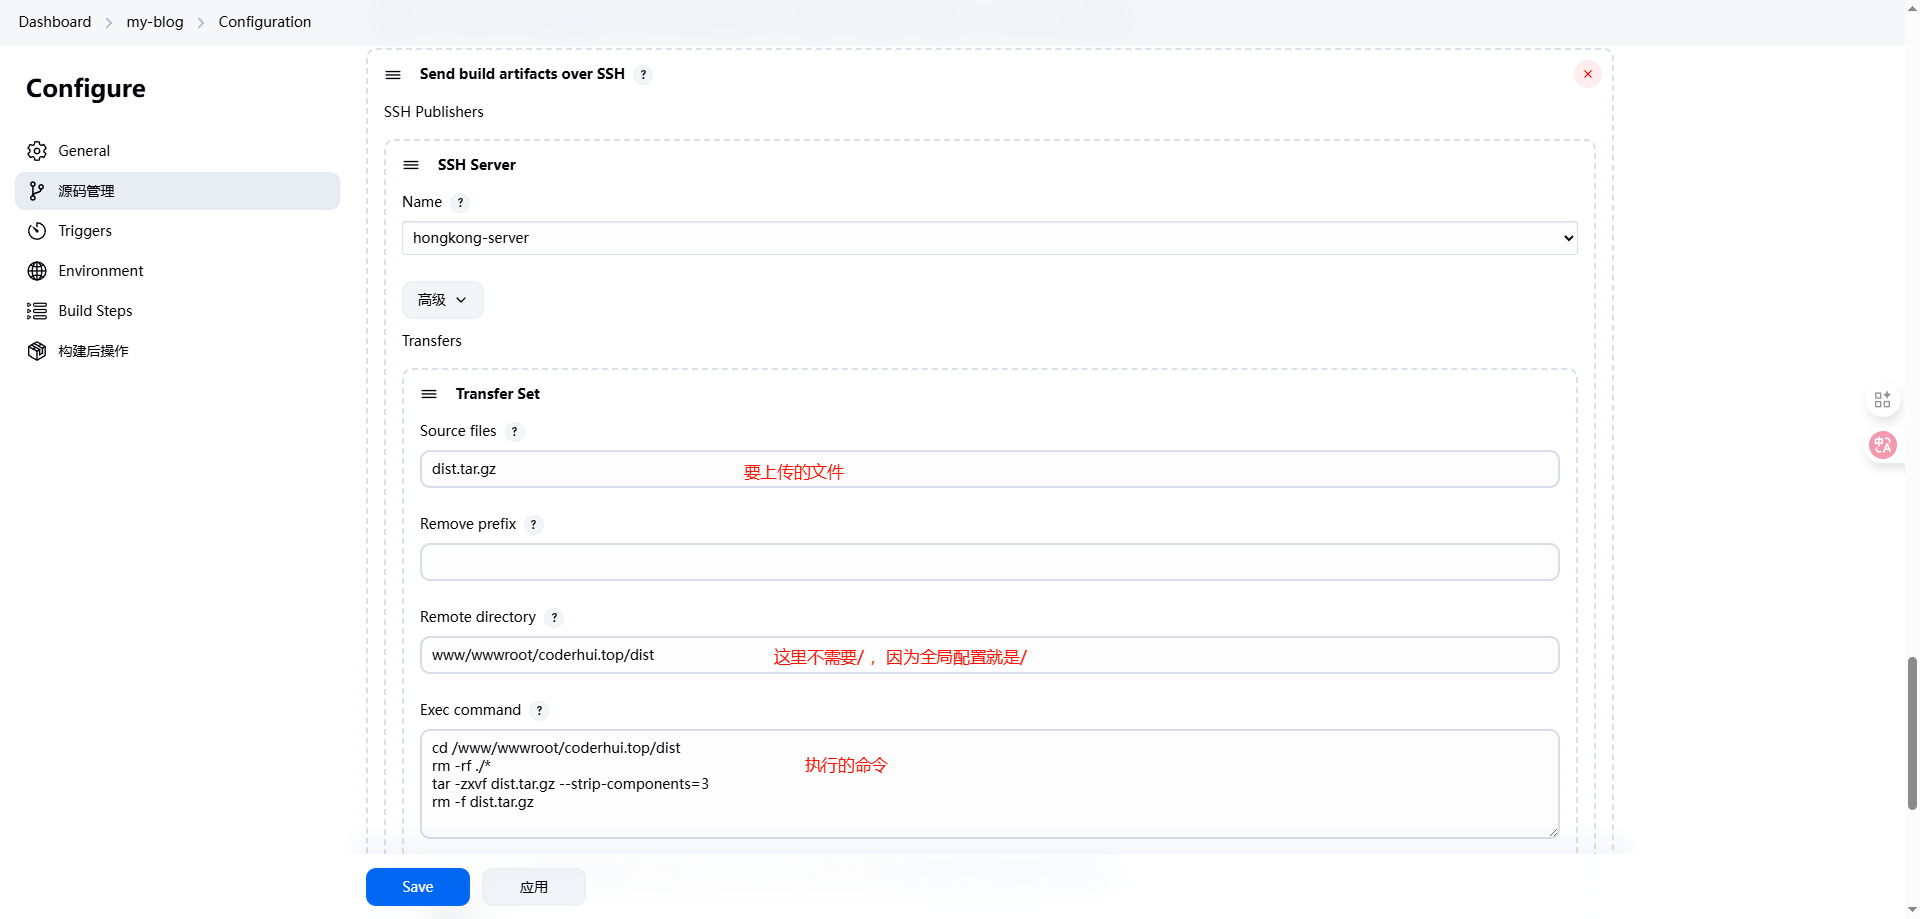 Dashboard > my-blog > Configuration
Configure
General
源码管理
Triggers
Environment
Build Steps
构建后操作
Send build artifacts over SSH ?
SSH Publishers
SSH Server
Name ?
hongkong-server
高级
Transfers
Transfer Set
Source files ?
dist.tar.gz 要上传的文件
Remove prefix ?
Remote directory ?
www/wwwroot/coderhui.top/dist 这里不需要/ ，因为全局配置就是/
Exec command ?
cd /www/wwwroot/coderhui.top/dist
rm -rf ./* 执行的命令
tar -zxvf dist.tar.gz --strip-components=3
rm -f dist.tar.gz
Save 应用